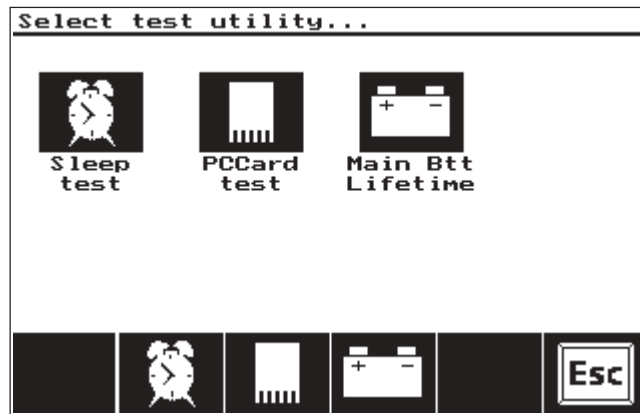 Select test utility...
Sleep test
PCCard test
Main Btt Lifetime
+ -
+ -
Esc